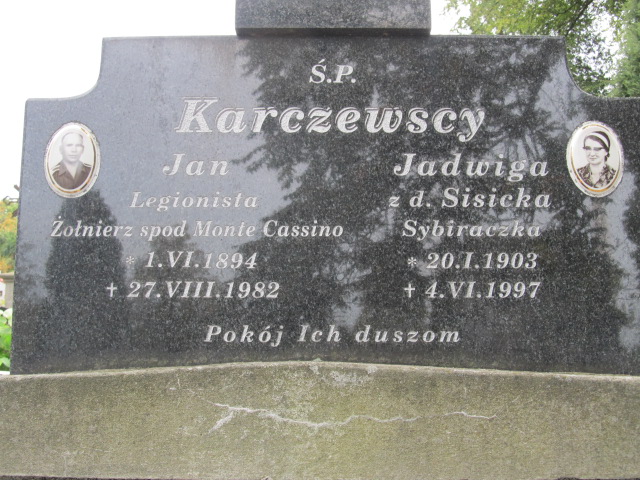 Ś.P.
Karczewscy
Jan
Legionista
Żołnierz spod Monte Cassino
* 1.VI.1894
† 27.VIII.1982
Jadwiga
z d. Sisicka
Sybiraczka
* 20.I.1903
† 4.VI.1997
Pokój Ich duszom